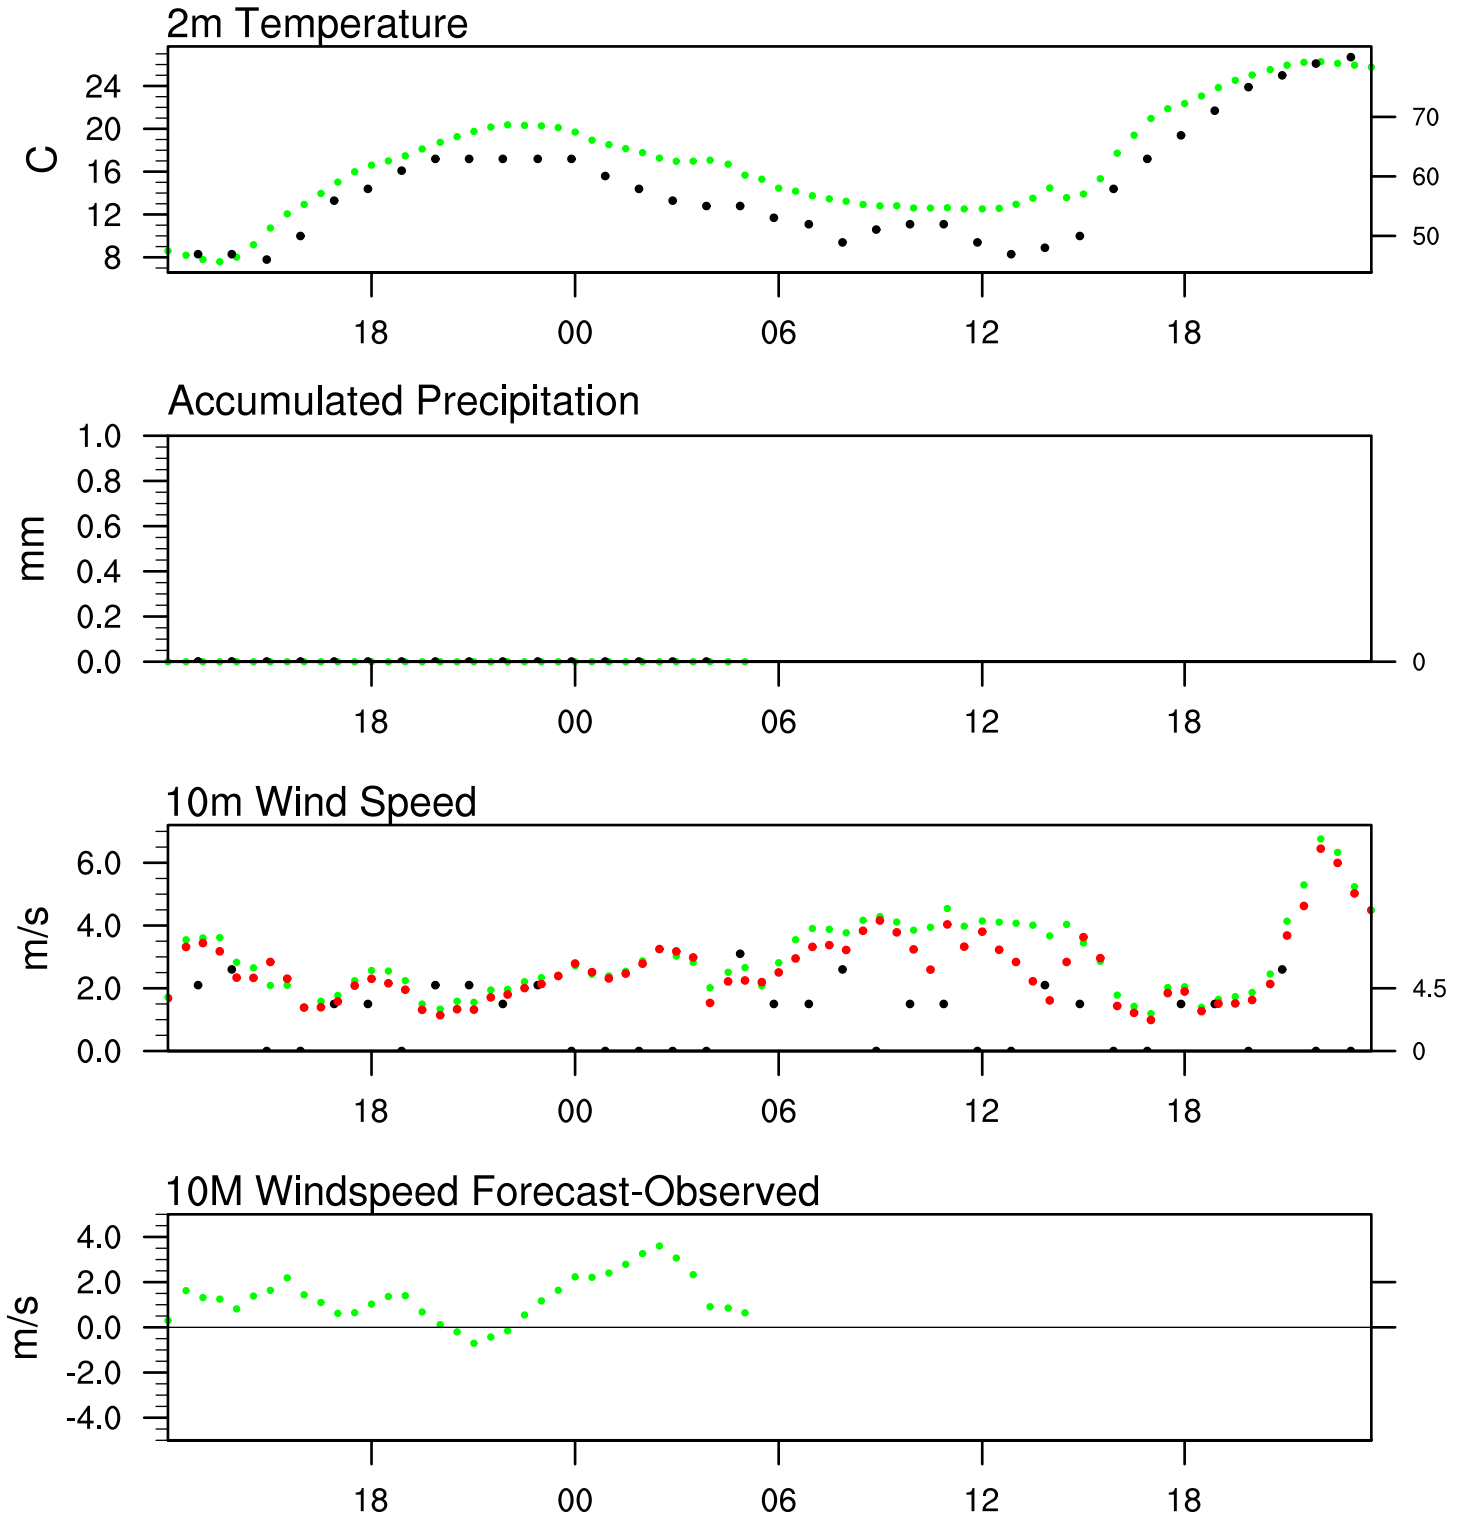 2m Temperature
24
20
16
12
8
C
70
60
50
18 00 06 12 18
Accumulated Precipitation
1.0
0.8
0.6
0.4
0.2
0.0
mm
0
18 00 06 12 18
10m Wind Speed
6.0
4.0
2.0
0.0
m/s
4.5
0
18 00 06 12 18
10M Windspeed Forecast-Observed
4.0
2.0
0.0
-2.0
-4.0
m/s
18 00 06 12 18